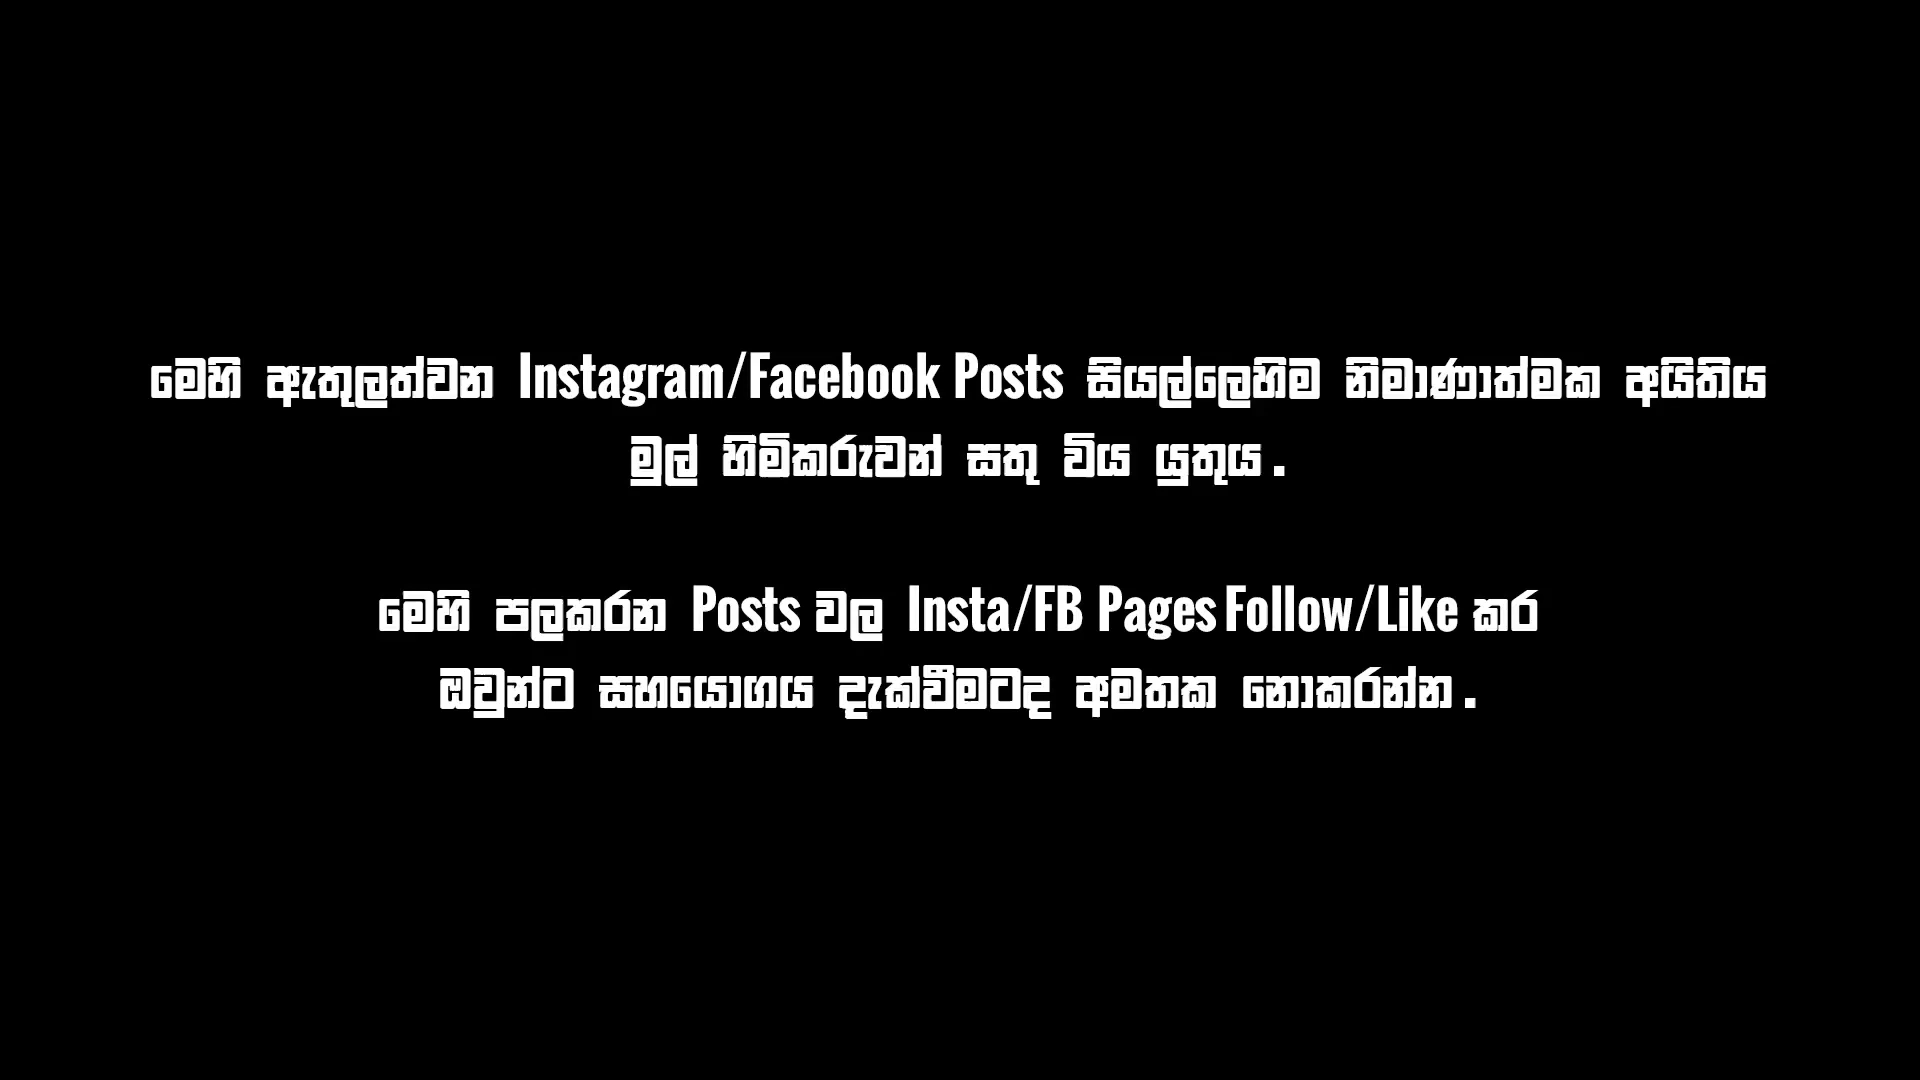 මෙහි ඇතුලත්වන Instagram/Facebook Posts සියල්ලෙහිම නිමාණාත්මක අයිතිය
මුල් හිමිකරුවන් සතු විය යුතුය.
මෙහි පලකරන Posts වල Insta/FB Pages Follow/Like කර
ඔවුන්ට සහයෝගය දැක්වීමටද අමතක නොකරන්න.